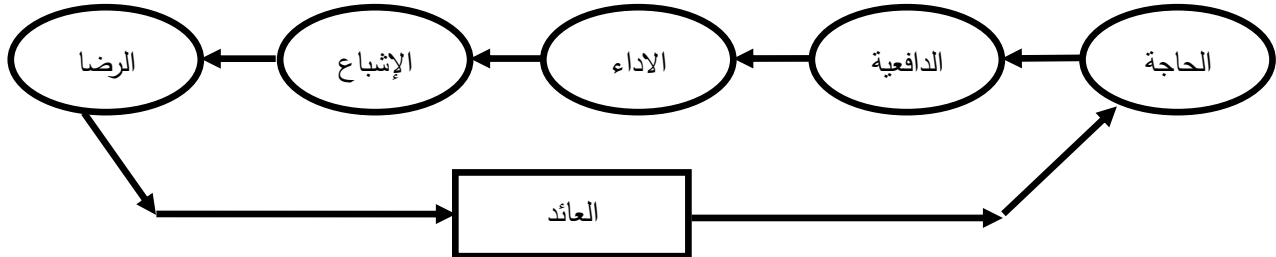 الحاجة
الدافعية
الاداء
الإشباع
الرضا
العائد